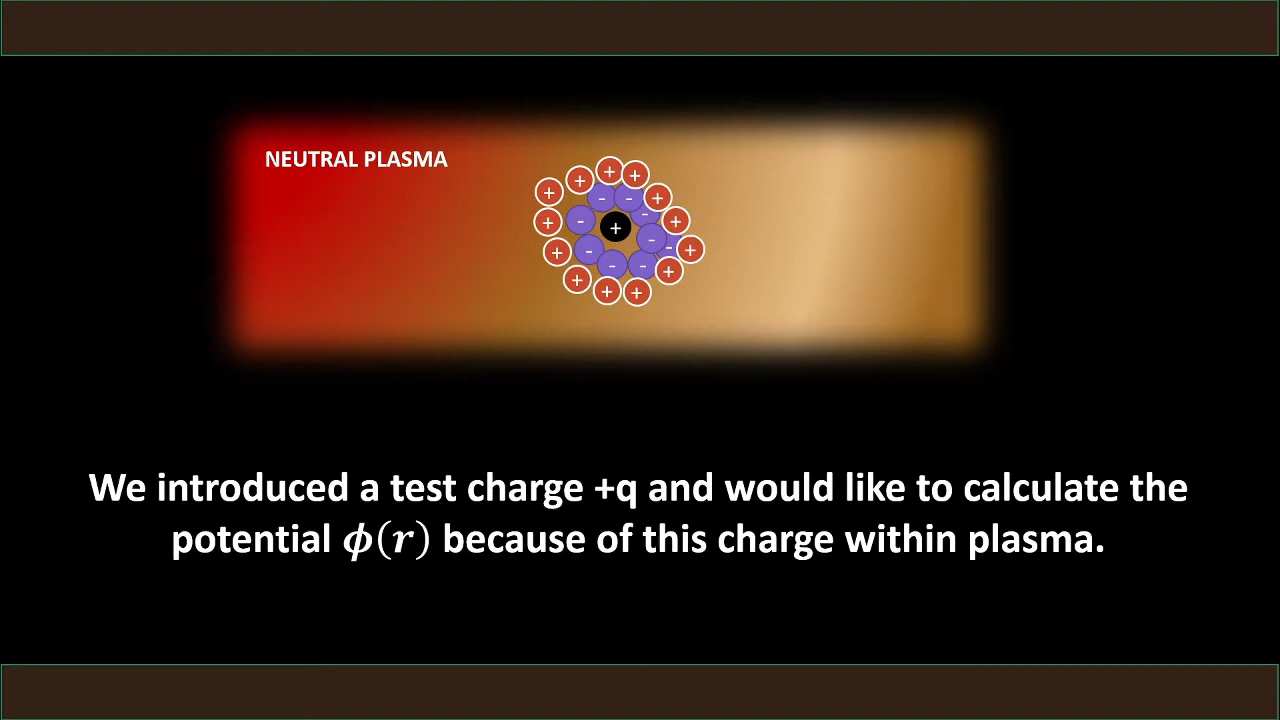 NEUTRAL PLASMA
+ + + + +
+ - - - +
+ - + - +
+ - - - - +
+ + + +
We introduced a test charge +q and would like to calculate the
potential ϕ(r) because of this charge within plasma.